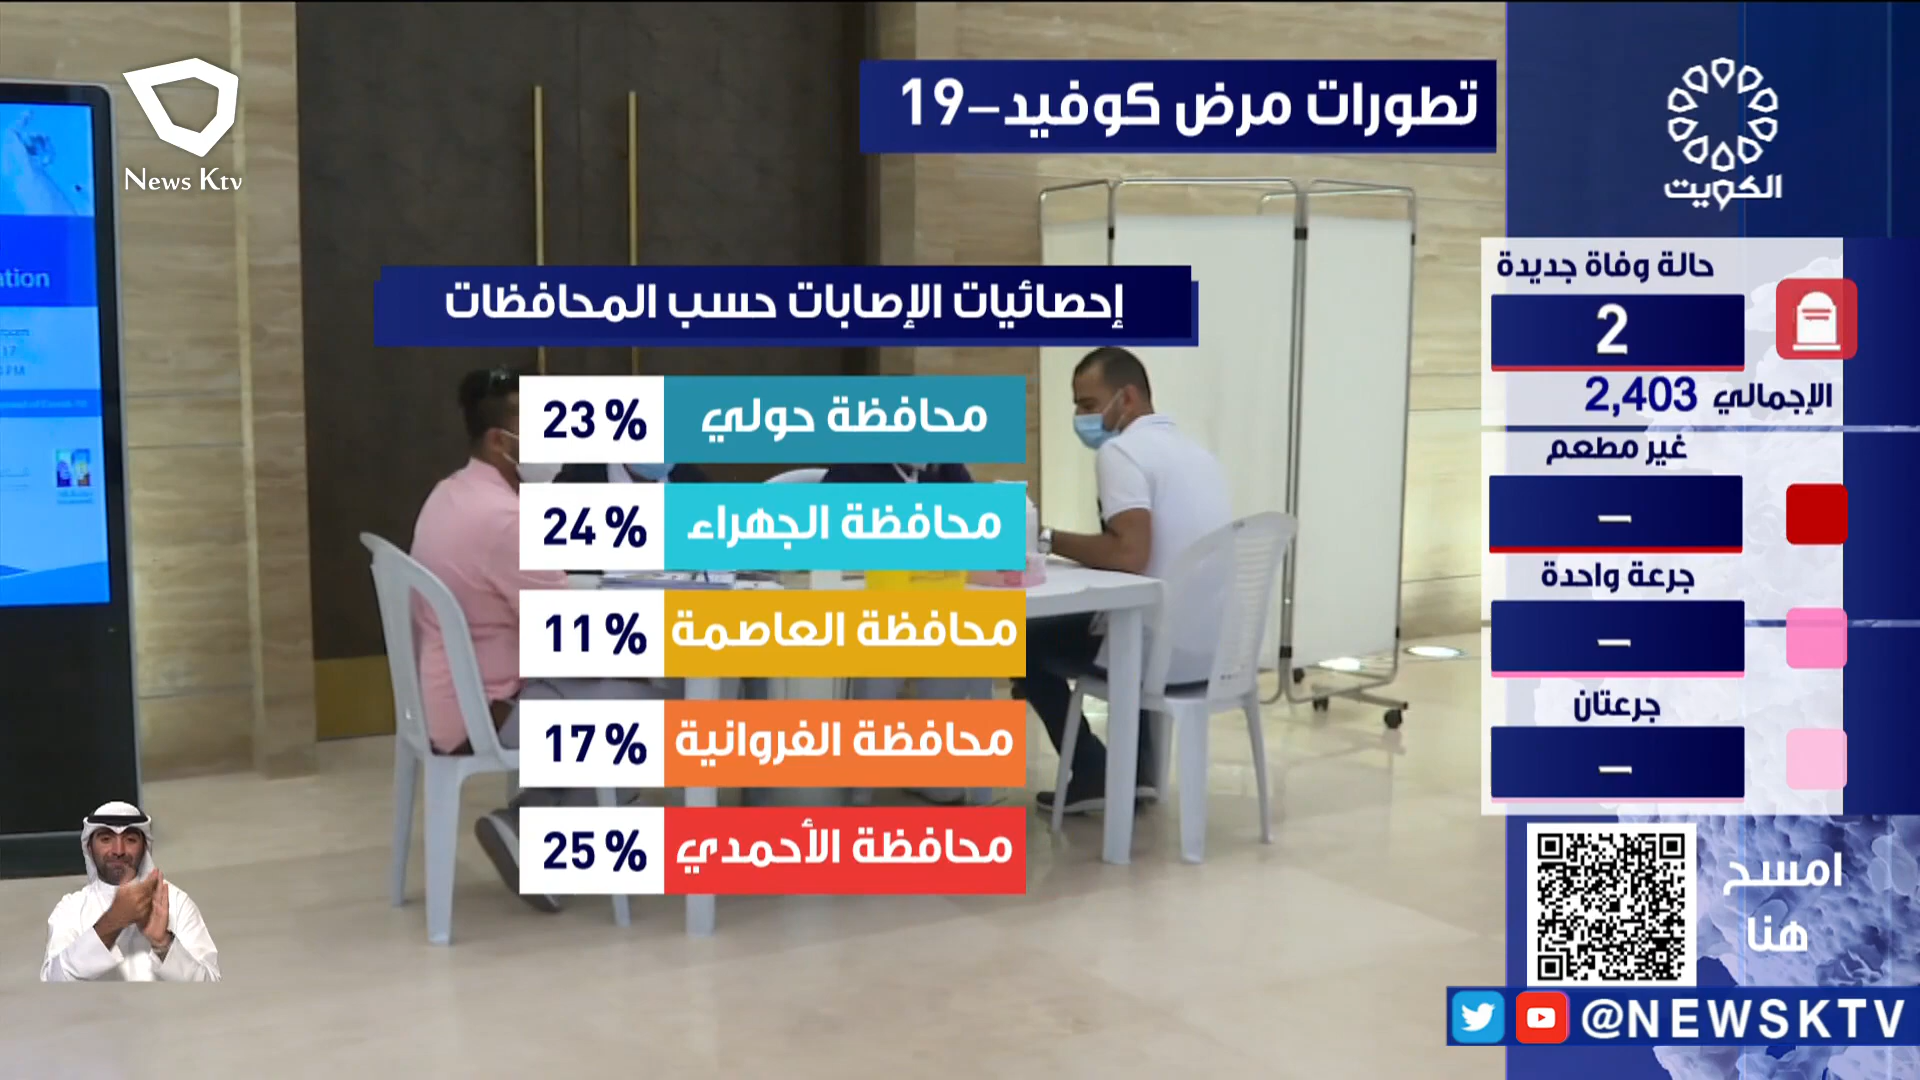 News Ktv
تطورات مرض كوفيد-19
الكويت
إحصائيات الإصابات حسب المحافظات
محافظة حولي 23%
محافظة الجهراء 24%
محافظة العاصمة 11%
محافظة الفروانية 17%
محافظة الأحمدي 25%
حالة وفاة جديدة
2
الإجمالي 2,403
غير مطعم
–
جرعة واحدة
–
جرعتان
–
امسح
هنا
@NEWSKTV
ation
17